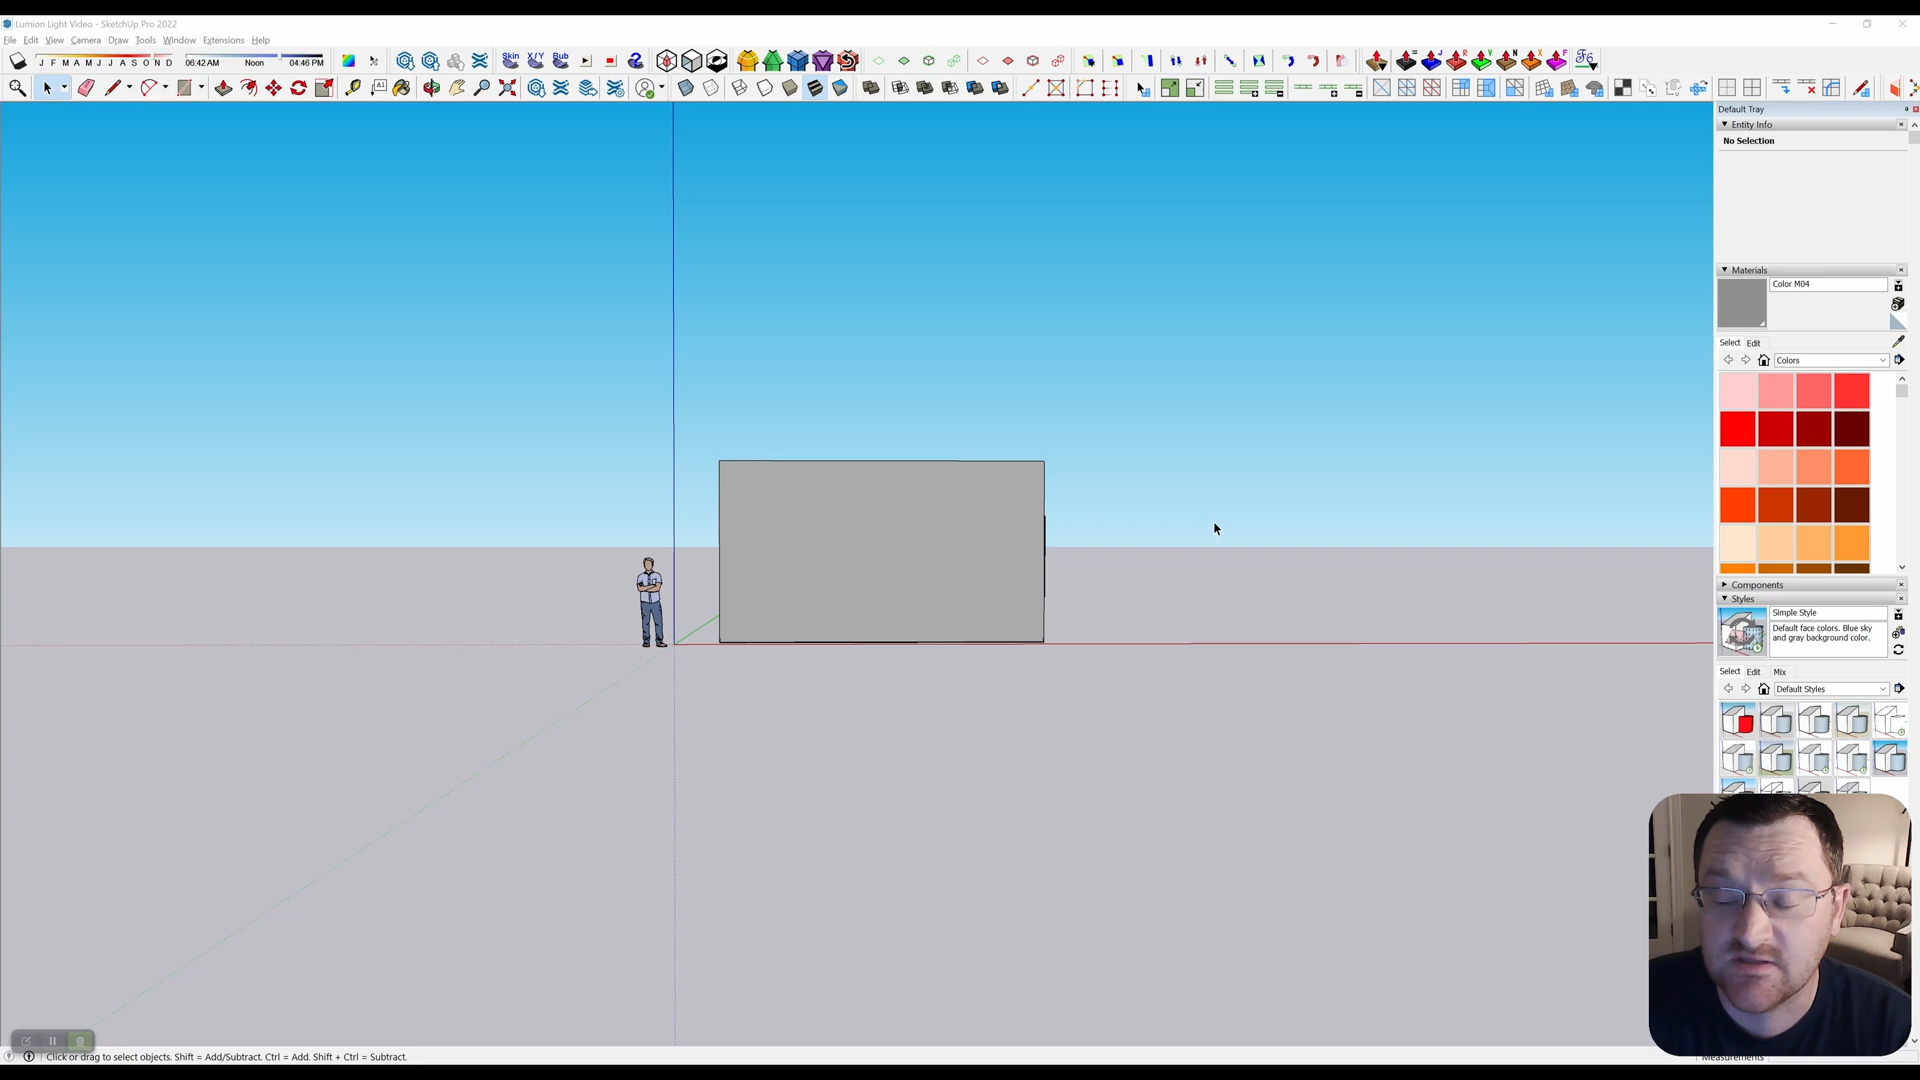 Lumion Light Video - SketchUp Pro 2022
File Edit View Camera Draw Tools Window Extensions Help
J F M A M J J A S O N D 06:42 AM Noon 04:46 PM Skin X/Y Bub
Default Tray
Entity Info
No Selection
Materials
Color M04
Select Edit
Colors
Components
Styles
Simple Style
Default face colors. Blue sky
and gray background color.
Select Edit Mix
Default Styles
Click or drag to select objects. Shift = Add/Subtract. Ctrl = Add. Shift + Ctrl = Subtract.
Measurements